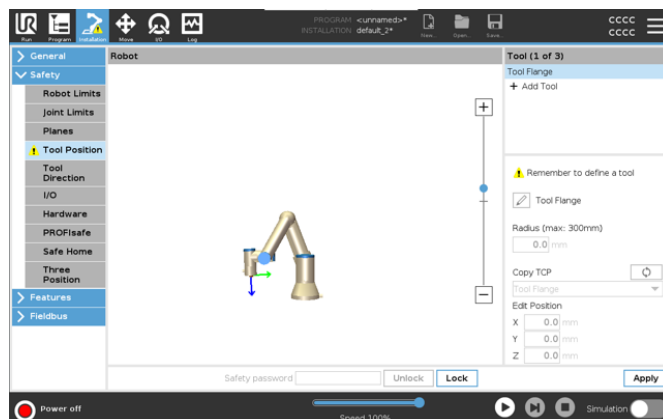 PROGRAM <unnamed>*
INSTALLATION default_2*
Run Program Installation Move I/O Log
New... Open... Save...
CCCC
CCCC
General
Safety
Robot Limits
Joint Limits
Planes
Tool Position
Tool
Direction
I/O
Hardware
PROFIsafe
Safe Home
Three
Position
Features
Fieldbus
Robot
Safety password
Unlock
Lock
Tool (1 of 3)
Tool Flange
+ Add Tool
Remember to define a tool
Tool Flange
Radius (max: 300mm)
0.0 mm
Copy TCP
Tool Flange
Edit Position
X 0.0 mm
Y 0.0 mm
Z 0.0 mm
Apply
Power off
Speed 100%
Simulation